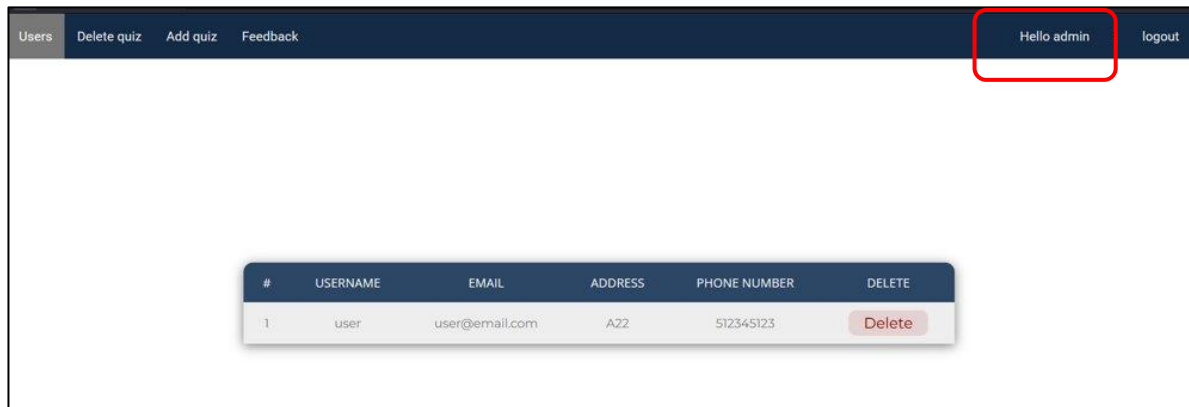 Users Delete quiz Add quiz Feedback Hello admin logout
# USERNAME EMAIL ADDRESS PHONE NUMBER DELETE
1 user user@email.com A22 512345123 Delete